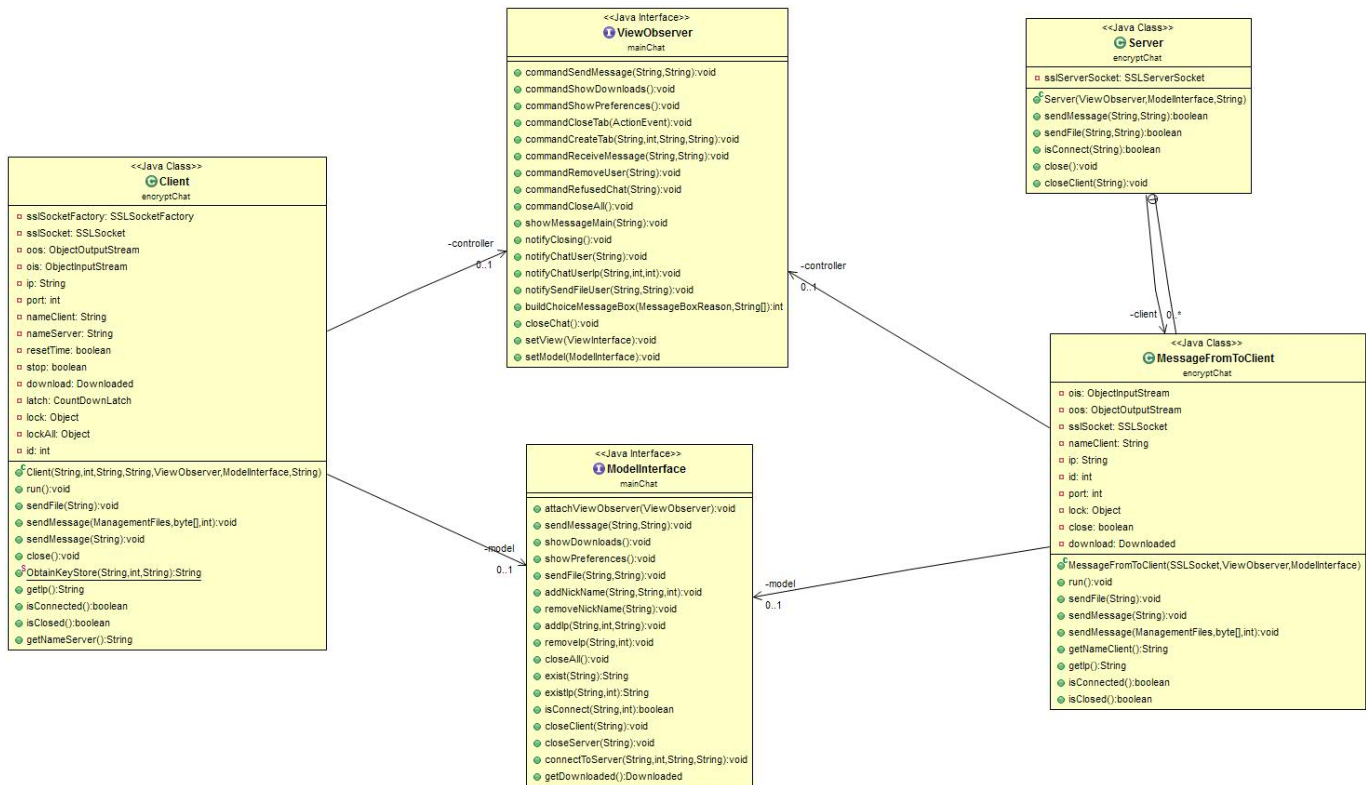 <<Java Interface>>
ViewObserver
mainChat
commandSendMessage(String,String):void
commandShowDownloads():void
commandShowPreferences():void
commandCloseTab(ActionEvent):void
commandCreateTab(String,int,String,String):void
commandReceiveMessage(String,String):void
commandRemoveUser(String):void
commandRefusedChat(String):void
commandCloseAll():void
showMessageMain(String):void
notifyClosing():void
notifyChatUser(String):void
notifyChatUserIp(String,int,int):void
notifySendFileUser(String,String):void
buildChoiceMessageBox(MessageBoxReason,String[]):int
closeChat():void
setView(ViewInterface):void
setModel(ModelInterface):void
<<Java Class>>
Server
encryptChat
sslServerSocket: SSLServerSocket
Server(ViewObserver,ModelInterface,String)
sendMessage(String,String):boolean
sendFile(String,String):boolean
isConnect(String):boolean
close():void
closeClient(String):void
<<Java Class>>
Client
encryptChat
sslSocketFactory: SSLSocketFactory
sslSocket: SSLSocket
oos: ObjectOutputStream
ois: ObjectInputStream
ip: String
port: int
nameClient: String
nameServer: String
resetTime: boolean
stop: boolean
download: Downloaded
latch: CountDownLatch
lock: Object
lockAll: Object
id: int
Client(String,int,String,String,ViewObserver,ModelInterface,String)
run():void
sendFile(String):void
sendMessage(ManagementFiles,byte[],int):void
sendMessage(String):void
close():void
ObtainKeyStore(String,int,String):String
getIp():String
isConnected():boolean
isClosed():boolean
getNameServer():String
-controller
0..1
-controller
0..1
-client
0..*
-model
0..1
-model
0..1
<<Java Interface>>
ModelInterface
mainChat
attachViewObserver(ViewObserver):void
sendMessage(String,String):void
showDownloads():void
showPreferences():void
sendFile(String,String):void
addNickName(String,String,int):void
removeNickName(String):void
addIp(String,int,String):void
removeIp(String,int):void
closeAll():void
exist(String):String
existIp(String,int):String
isConnect(String,int):boolean
closeClient(String):void
closeServer(String):void
connectToServer(String,int,String,String):void
getDownloaded():Downloaded
<<Java Class>>
MessageFromToClient
encryptChat
ois: ObjectInputStream
oos: ObjectOutputStream
sslSocket: SSLSocket
nameClient: String
ip: String
id: int
port: int
lock: Object
close: boolean
download: Downloaded
MessageFromToClient(SSLSocket,ViewObserver,ModelInterface)
run():void
sendFile(String):void
sendMessage(String):void
sendMessage(ManagementFiles,byte[],int):void
getNameClient():String
getIp():String
isConnected():boolean
isClosed():boolean